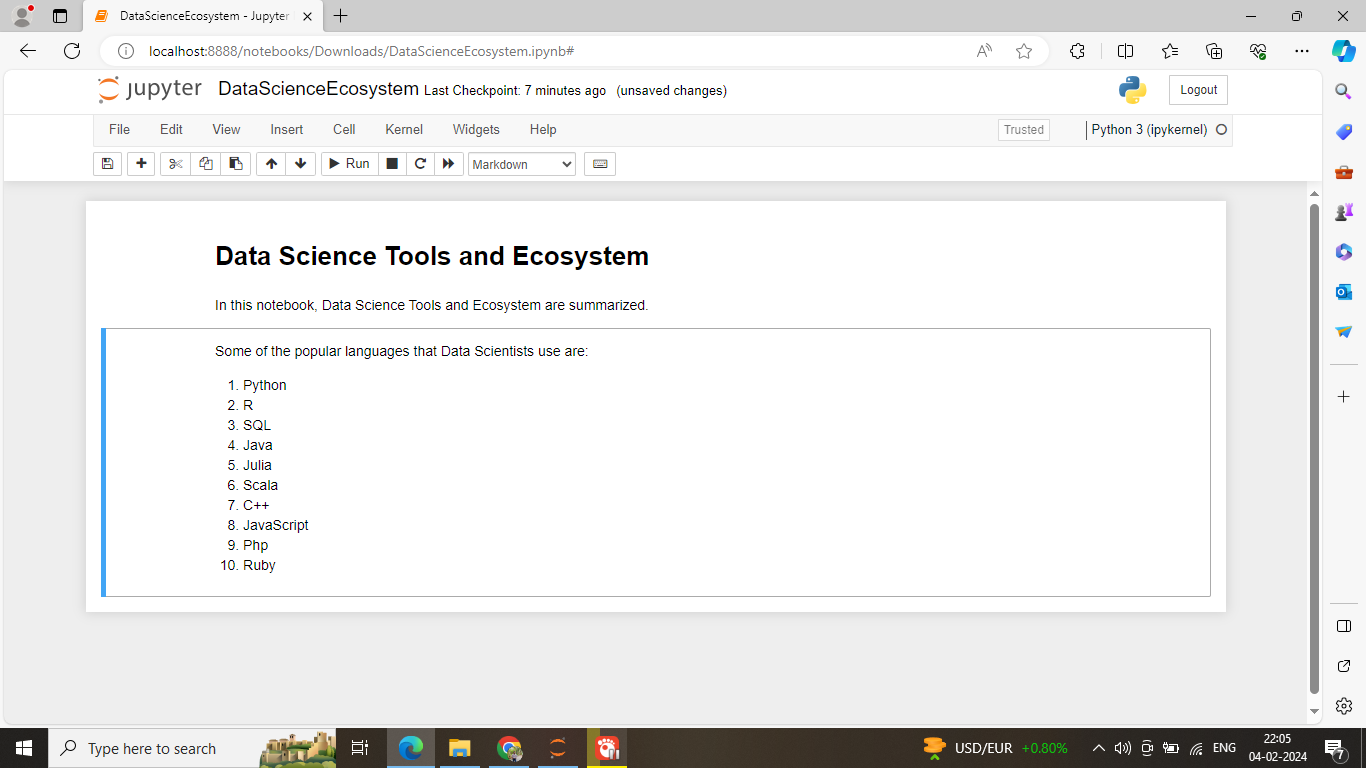 DataScienceEcosystem - Jupyter
localhost:8888/notebooks/Downloads/DataScienceEcosystem.ipynb#
jupyter DataScienceEcosystem Last Checkpoint: 7 minutes ago (unsaved changes) Logout
File Edit View Insert Cell Kernel Widgets Help Trusted Python 3 (ipykernel)
Run Markdown
Data Science Tools and Ecosystem
In this notebook, Data Science Tools and Ecosystem are summarized.
Some of the popular languages that Data Scientists use are:
1. Python
2. R
3. SQL
4. Java
5. Julia
6. Scala
7. C++
8. JavaScript
9. Php
10. Ruby
Type here to search USD/EUR +0.80% ENG 22:05
04-02-2024 7